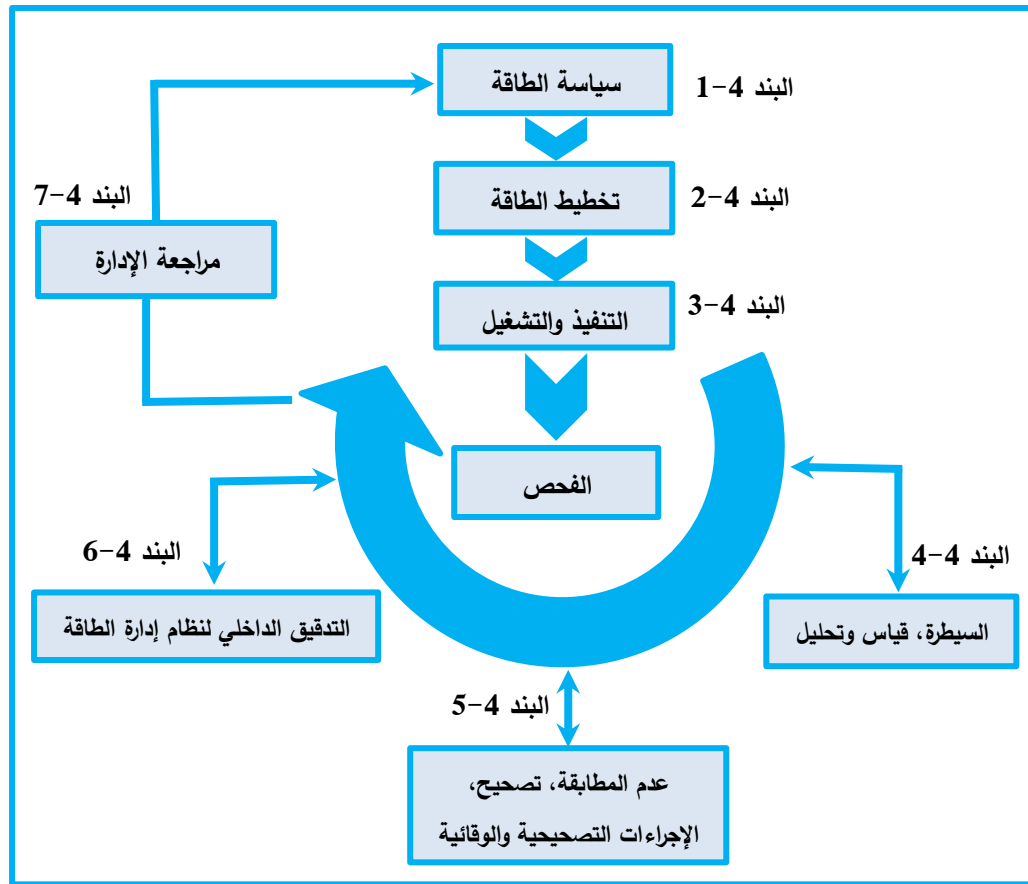 سياسة الطاقة
البند 4-1
تخطيط الطاقة
البند 4-2
البند 4-7
مراجعة الإدارة
التنفيذ والتشغيل
البند 4-3
الفحص
البند 4-6
التدقيق الداخلي لنظام إدارة الطاقة
البند 4-4
السيطرة، قياس وتحليل
البند 4-5
عدم المطابقة، تصحيح،
الإجراءات التصحيحية والوقائية